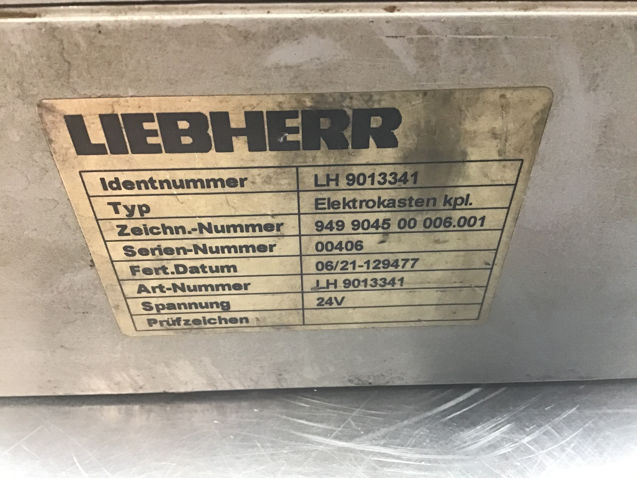 LIEBHERR
Identnummer LH 9013341
Typ Elektrokasten kpl.
Zeichn.-Nummer 949 9045 00 006.001
Serien-Nummer 00406
Fert.Datum 06/21-129477
Art-Nummer LH 9013341
Spannung 24V
Prüfzeichen